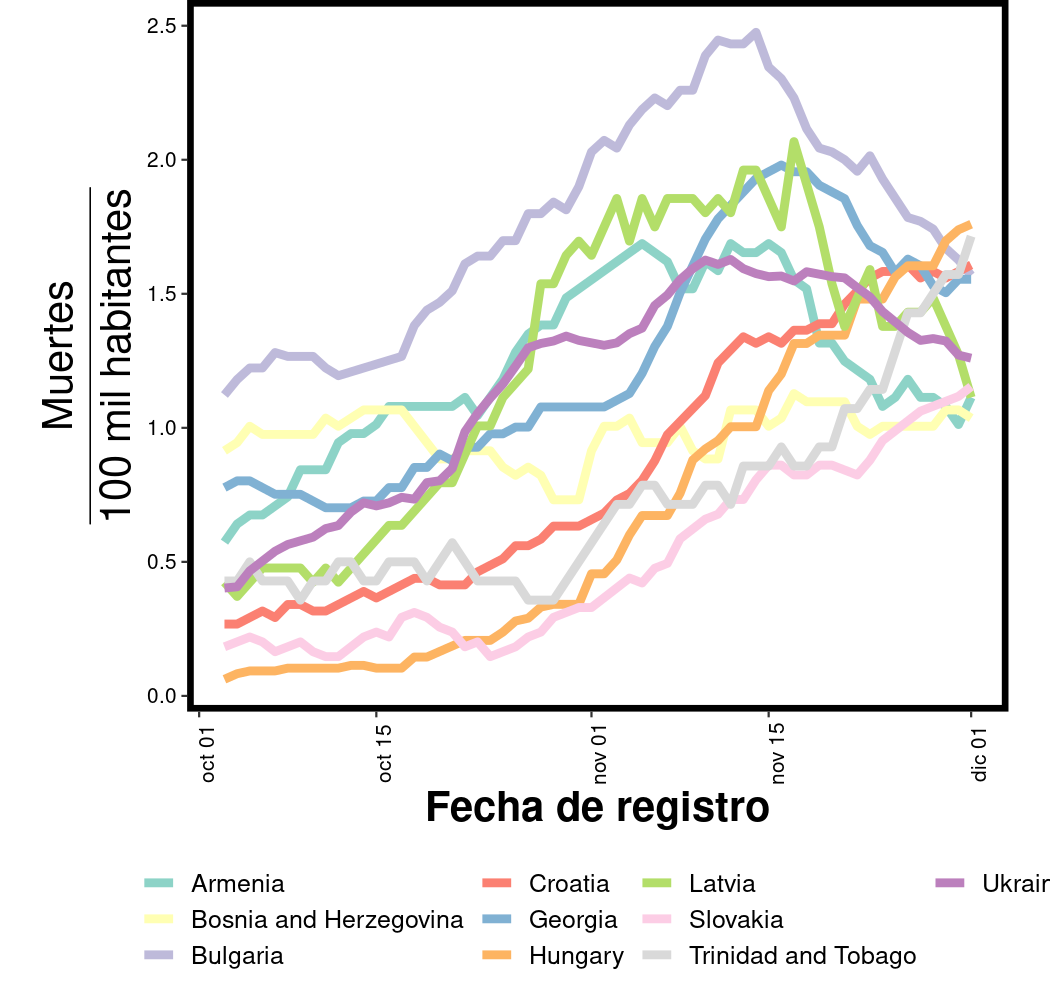 2.5
2.0
1.5
1.0
0.5
0.0
Muertes
100 mil habitantes
oct 01
oct 15
nov 01
nov 15
dic 01
Fecha de registro
Armenia
Croatia
Latvia
Ukrair
Bosnia and Herzegovina
Georgia
Slovakia
Bulgaria
Hungary
Trinidad and Tobago